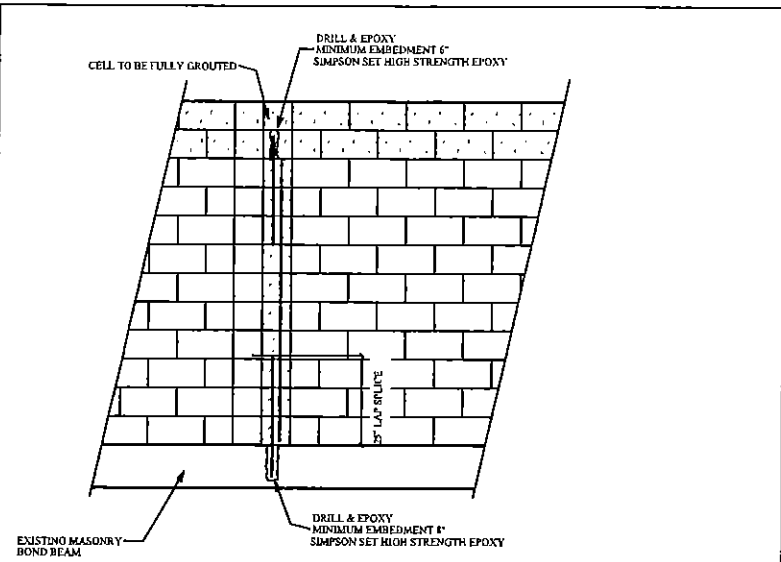 DRILL & EPOXY
MINIMUM EMBEDMENT 6"
SIMPSON SET HIGH STRENGTH EPOXY
CELL TO BE FULLY GROUTED
25" LAP SPLICE
DRILL & EPOXY
MINIMUM EMBEDMENT 8"
SIMPSON SET HIGH STRENGTH EPOXY
EXISTING MASONRY
BOND BEAM